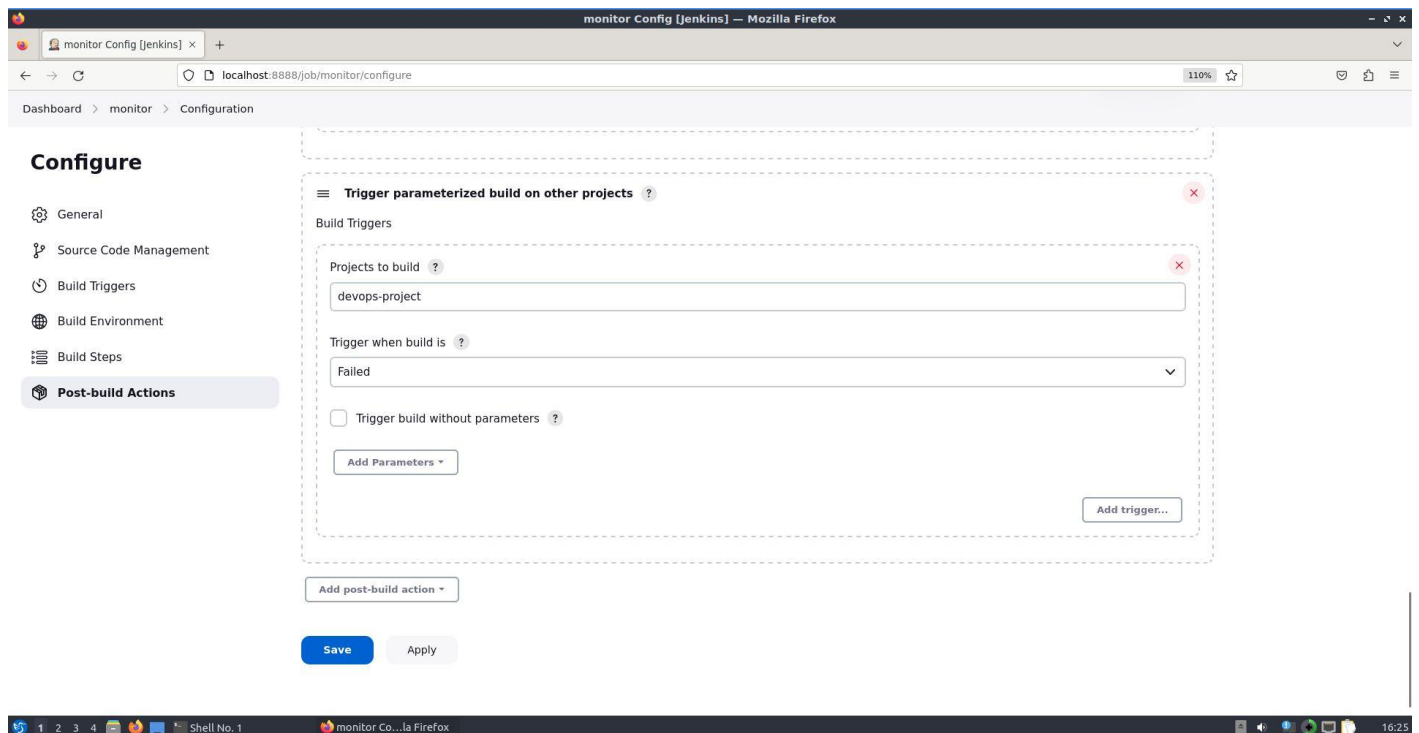 monitor Config [Jenkins] — Mozilla Firefox
monitor Config [Jenkins]
localhost:8888/job/monitor/configure
110%
Dashboard > monitor > Configuration
Configure
General
Source Code Management
Build Triggers
Build Environment
Build Steps
Post-build Actions
Trigger parameterized build on other projects ?
Build Triggers
Projects to build ?
devops-project
Trigger when build is ?
Failed
Trigger build without parameters ?
Add Parameters
Add trigger...
Add post-build action
Save Apply
1 2 3 4 Shell No. 1 monitor Co...la Firefox 16:25